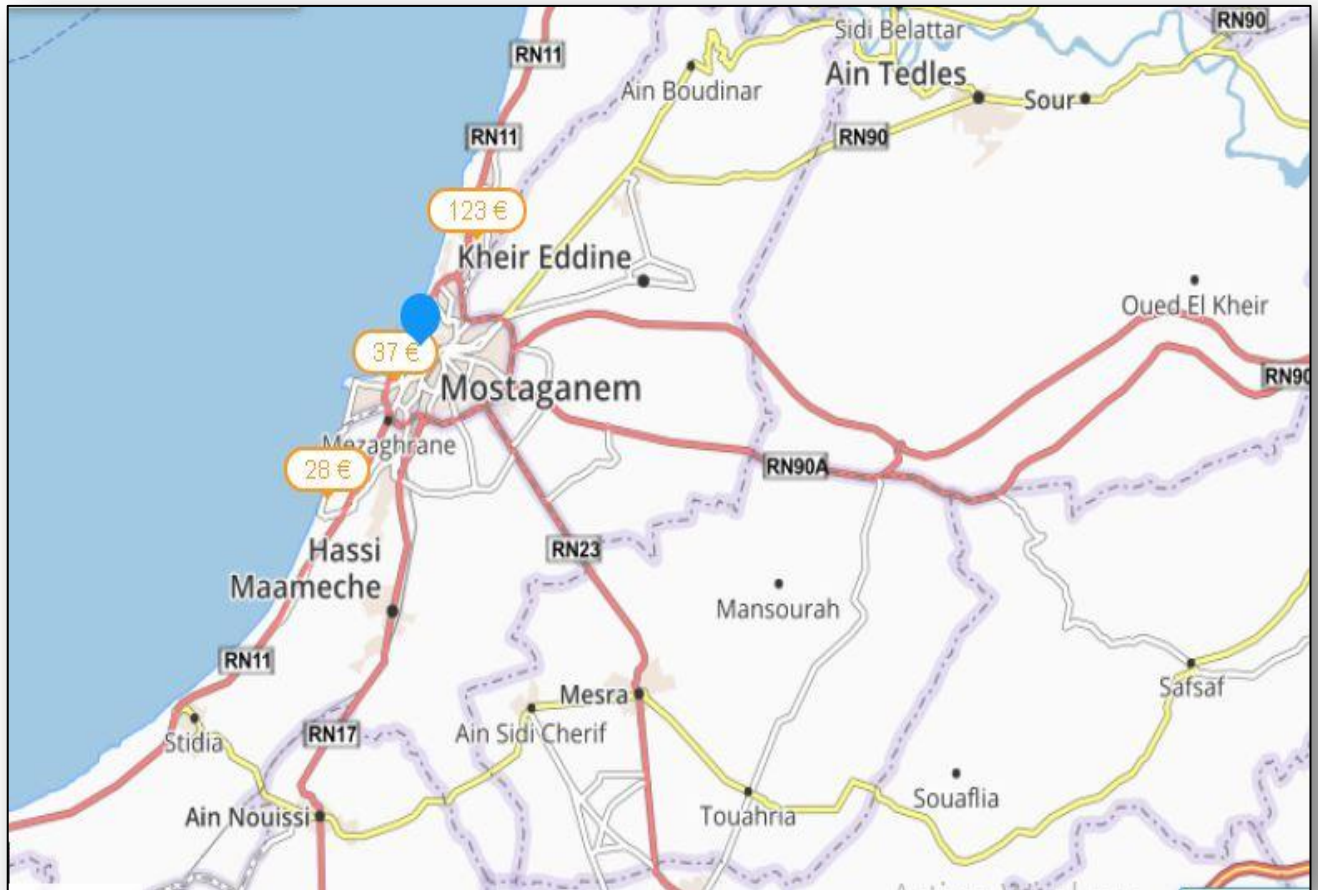 RN90
Sidi Belattar
RN11
Ain Tedles
Ain Boudinar
Sour
RN11
RN90
123 €
Kheir Eddine
Oued El Kheir
37 €
RN90
Mostaganem
Mezaghrane
28 €
RN90A
Hassi
Maameche
RN23
Mansourah
RN11
Safsaf
Mesra
Stidia
RN17
Ain Sidi Cherif
Souaflia
Ain Nouissi
Touahria